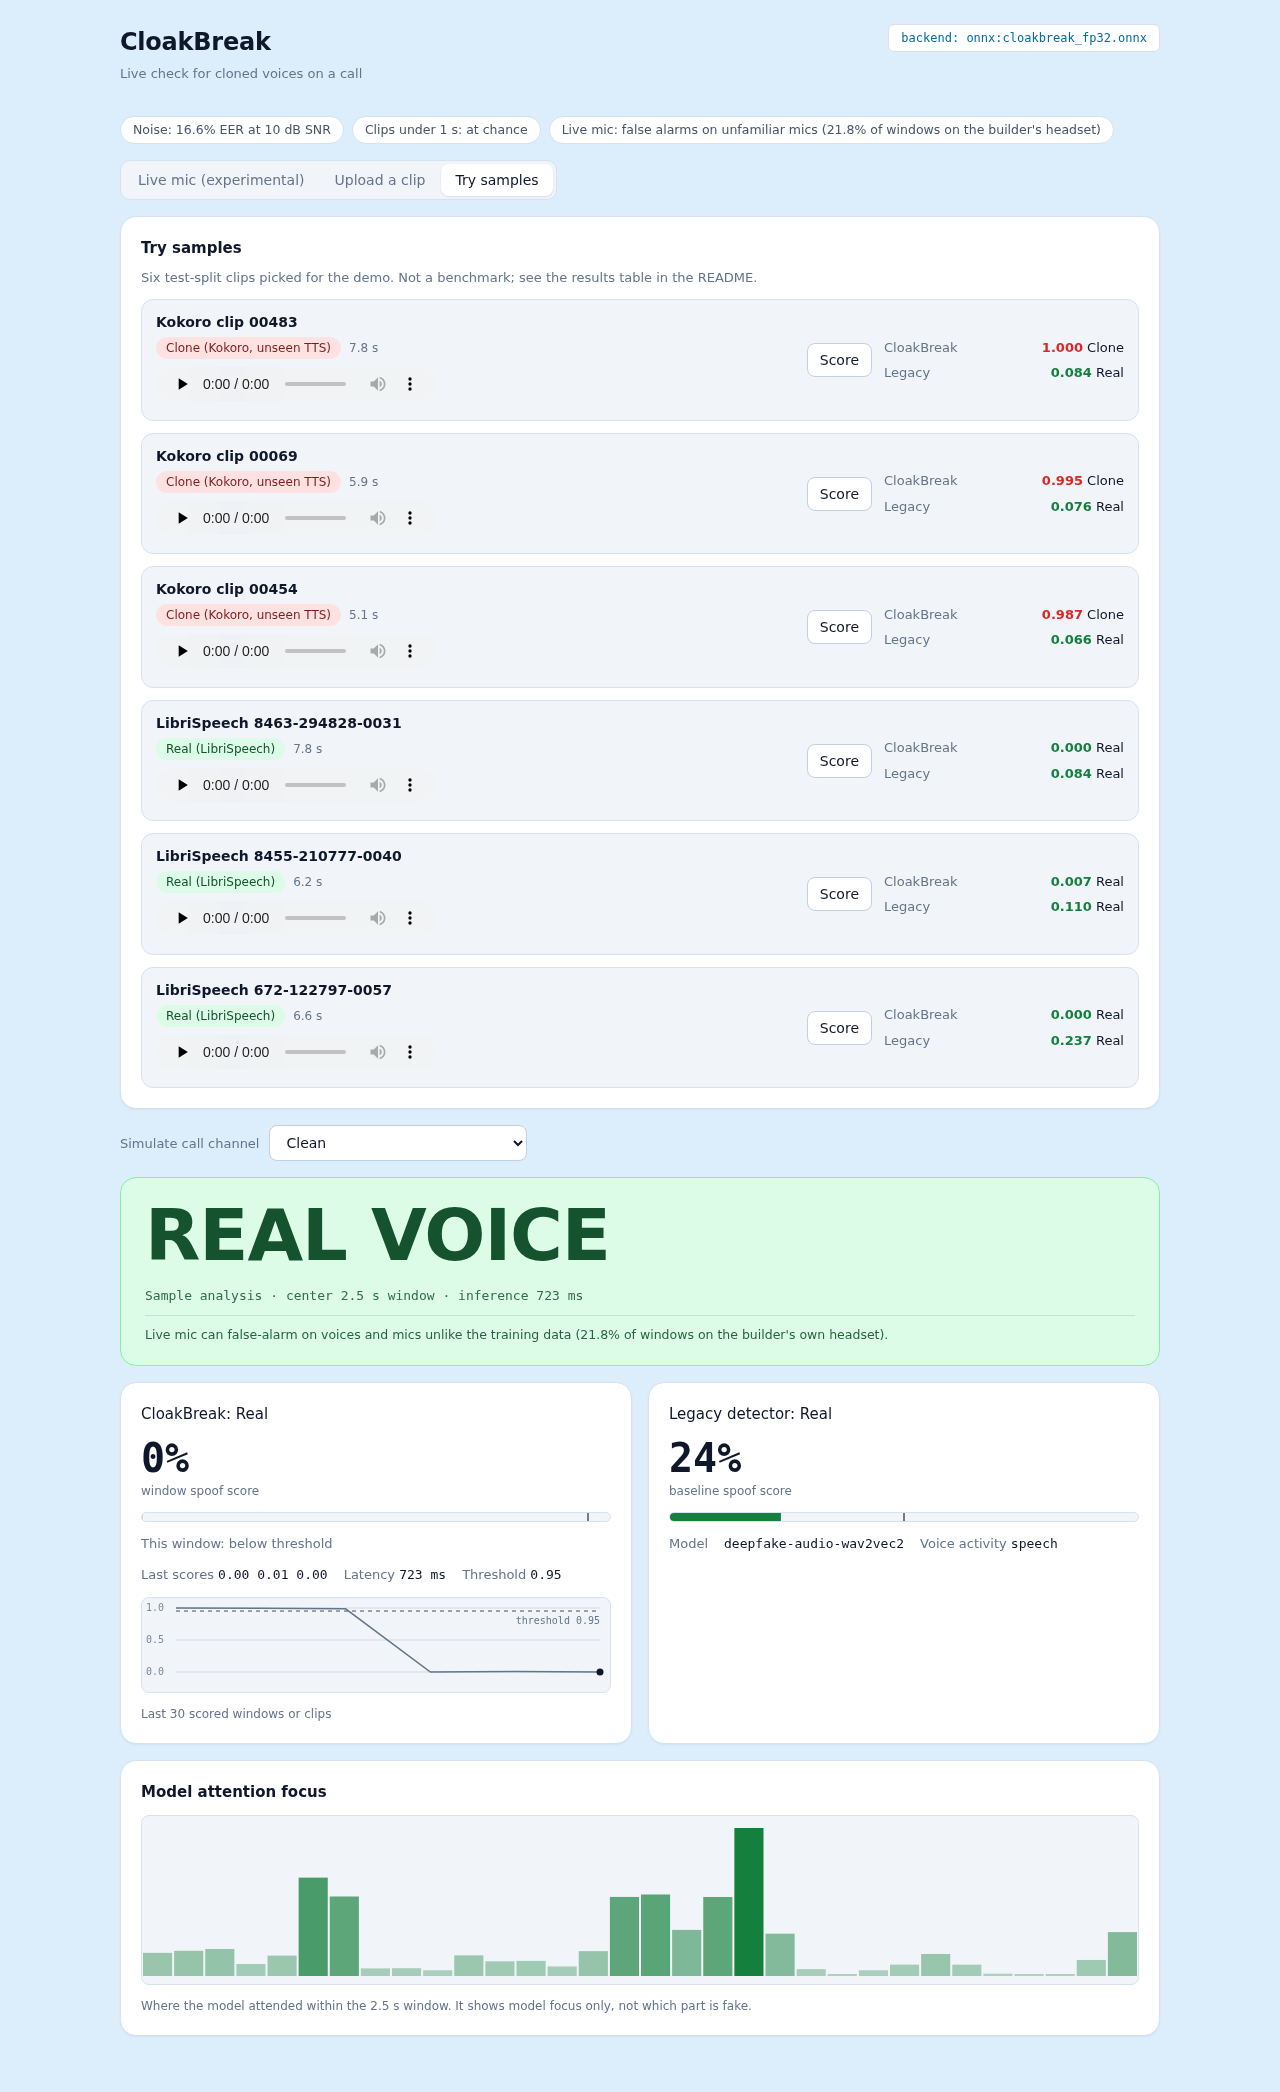 CloakBreak
backend: onnx:cloakbreak_fp32.onnx
Live check for cloned voices on a call
Noise: 16.6% EER at 10 dB SNR
Clips under 1 s: at chance
Live mic: false alarms on unfamiliar mics (21.8% of windows on the builder's headset)
Live mic (experimental)
Upload a clip
Try samples
Try samples
Six test-split clips picked for the demo. Not a benchmark; see the results table in the README.
Kokoro clip 00483
Clone (Kokoro, unseen TTS) 7.8 s
0:00 / 0:00
Score
CloakBreak 1.000 Clone
Legacy 0.084 Real
Kokoro clip 00069
Clone (Kokoro, unseen TTS) 5.9 s
0:00 / 0:00
Score
CloakBreak 0.995 Clone
Legacy 0.076 Real
Kokoro clip 00454
Clone (Kokoro, unseen TTS) 5.1 s
0:00 / 0:00
Score
CloakBreak 0.987 Clone
Legacy 0.066 Real
LibriSpeech 8463-294828-0031
Real (LibriSpeech) 7.8 s
0:00 / 0:00
Score
CloakBreak 0.000 Real
Legacy 0.084 Real
LibriSpeech 8455-210777-0040
Real (LibriSpeech) 6.2 s
0:00 / 0:00
Score
CloakBreak 0.007 Real
Legacy 0.110 Real
LibriSpeech 672-122797-0057
Real (LibriSpeech) 6.6 s
0:00 / 0:00
Score
CloakBreak 0.000 Real
Legacy 0.237 Real
Simulate call channel Clean
REAL VOICE
Sample analysis · center 2.5 s window · inference 723 ms
Live mic can false-alarm on voices and mics unlike the training data (21.8% of windows on the builder's own headset).
CloakBreak: Real
0%
window spoof score
This window: below threshold
Last scores 0.00 0.01 0.00 Latency 723 ms Threshold 0.95
1.0
threshold 0.95
0.5
0.0
Last 30 scored windows or clips
Legacy detector: Real
24%
baseline spoof score
Model deepfake-audio-wav2vec2 Voice activity speech
Model attention focus
Where the model attended within the 2.5 s window. It shows model focus only, not which part is fake.